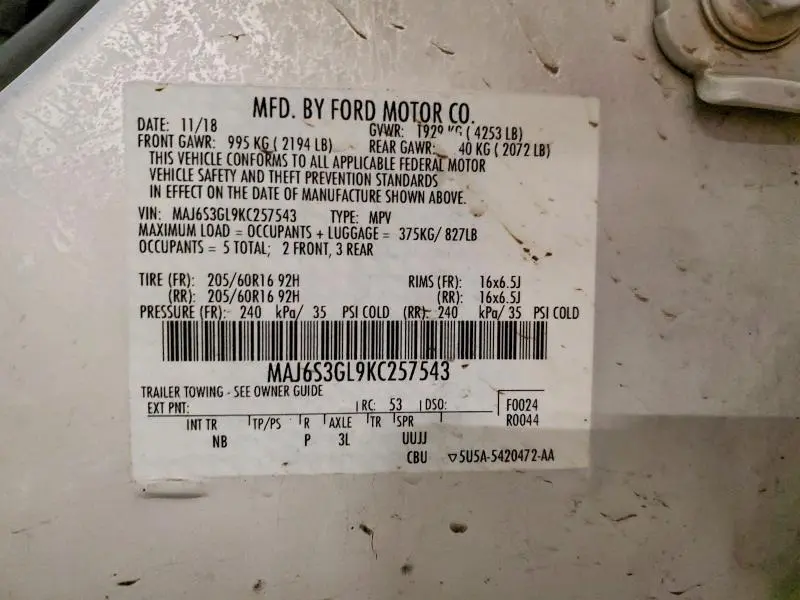 MFD. BY FORD MOTOR CO.
DATE: 11/18 GVWR: 1929 KG ( 4253 LB)
FRONT GAWR: 995 KG ( 2194 LB) REAR GAWR: 40 KG ( 2072 LB)
THIS VEHICLE CONFORMS TO ALL APPLICABLE FEDERAL MOTOR
VEHICLE SAFETY AND THEFT PREVENTION STANDARDS
IN EFFECT ON THE DATE OF MANUFACTURE SHOWN ABOVE.
VIN: MAJ6S3GL9KC257543 TYPE: MPV
MAXIMUM LOAD = OCCUPANTS + LUGGAGE = 375KG/ 827LB
OCCUPANTS = 5 TOTAL; 2 FRONT, 3 REAR
TIRE (FR): 205/60R16 92H RIMS (FR): 16x6.5J
(RR): 205/60R16 92H (RR): 16x6.5J
PRESSURE (FR): 240 kPa/ 35 PSI COLD (RR): 240 kPa/ 35 PSI COLD
MAJ6S3GL9KC257543
TRAILER TOWING - SEE OWNER GUIDE
EXT PNT: RC: 53 DSO: F0024
INT TR TP/PS R AXLE TR SPR R0044
NB P 3L UUJJ
CBU ▽5U5A-5420472-AA